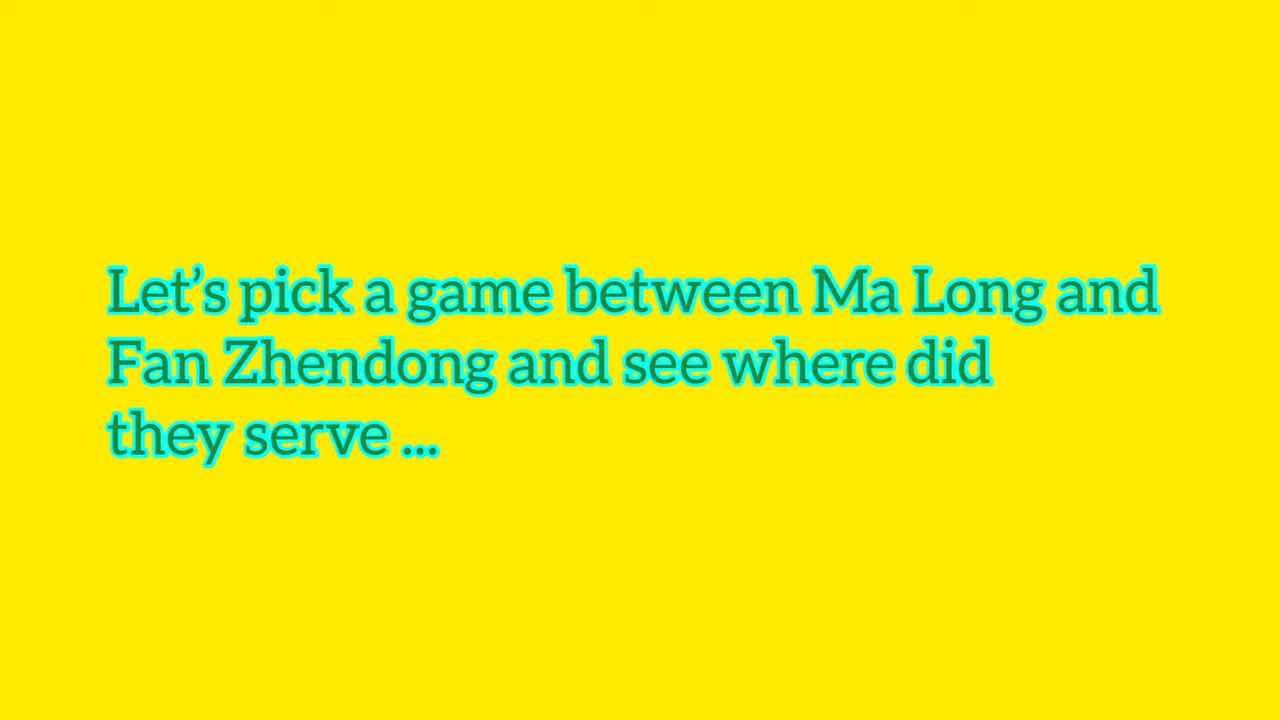 Let’s pick a game between Ma Long and
Fan Zhendong and see where did
they serve ...